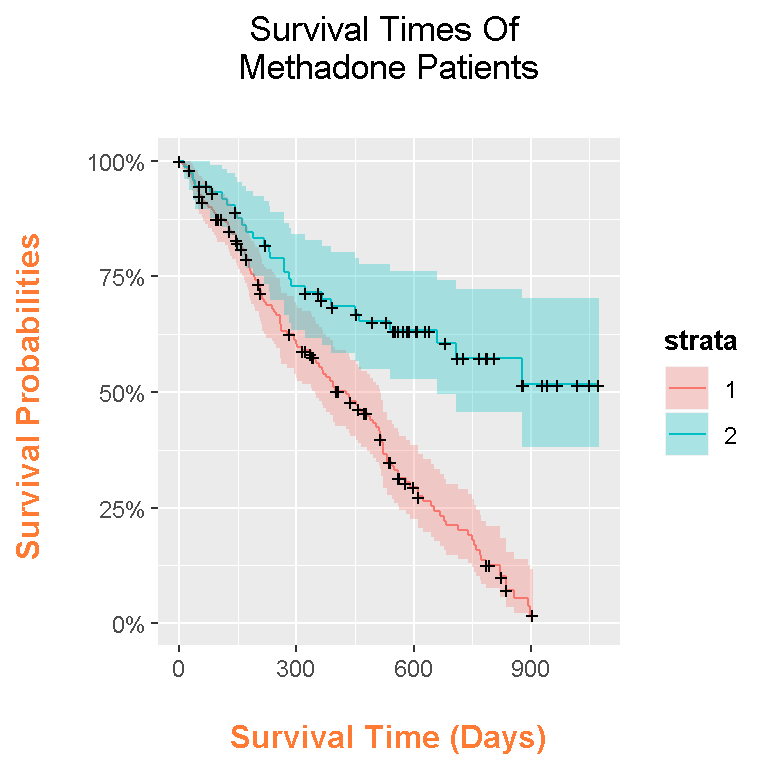 Survival Times Of
Methadone Patients
Survival Probabilities
100%
75%
50%
25%
0%
0 300 600 900
Survival Time (Days)
strata
1
2